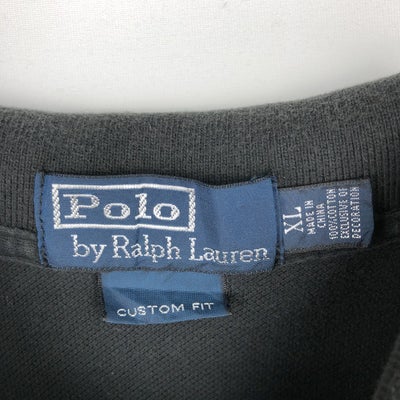 Polo
by Ralph Lauren
CUSTOM FIT
XL
MADE IN
CHINA
100% COTTON
EXCLUSIVE OF
DECORATION